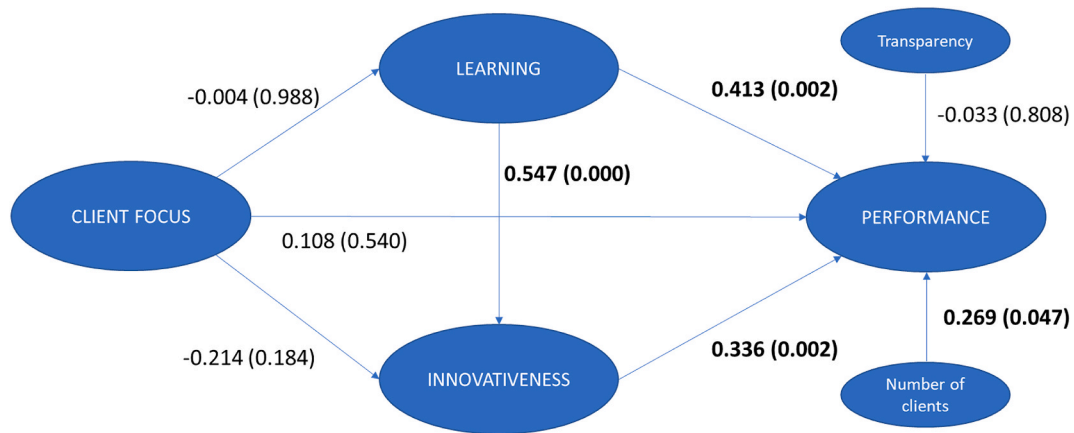 Transparency
LEARNING
-0.004 (0.988)
0.413 (0.002)
-0.033 (0.808)
0.547 (0.000)
CLIENT FOCUS
PERFORMANCE
0.108 (0.540)
0.269 (0.047)
-0.214 (0.184)
0.336 (0.002)
INNOVATIVENESS
Number of
clients